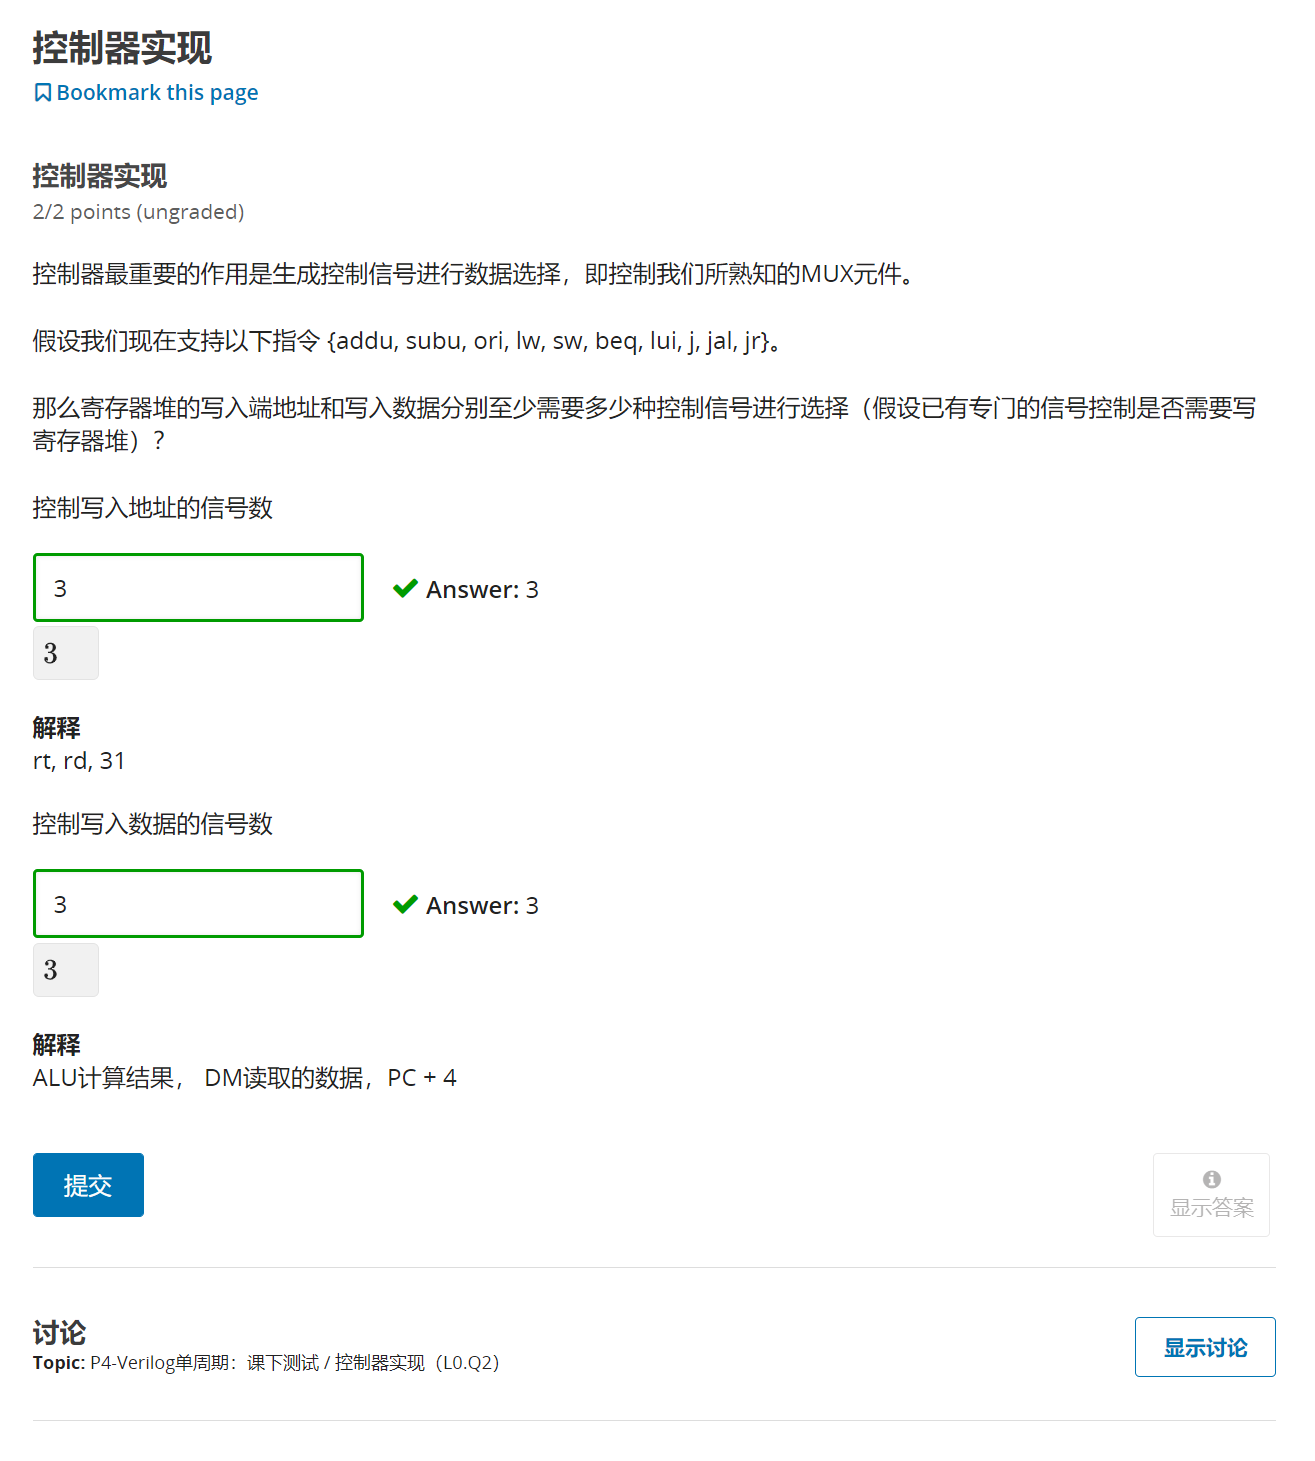 控制器实现
Bookmark this page
控制器实现
2/2 points (ungraded)
控制器最重要的作用是生成控制信号进行数据选择，即控制我们所熟知的MUX元件。
假设我们现在支持以下指令 {addu, subu, ori, lw, sw, beq, lui, j, jal, jr}。
那么寄存器堆的写入端地址和写入数据分别至少需要多少种控制信号进行选择（假设已有专门的信号控制是否需要写
寄存器堆）？
控制写入地址的信号数
3
Answer: 3
3
解释
rt, rd, 31
控制写入数据的信号数
3
Answer: 3
3
解释
ALU计算结果， DM读取的数据，PC + 4
提交
显示答案
讨论
Topic: P4-Verilog单周期：课下测试 / 控制器实现（L0.Q2）
显示讨论